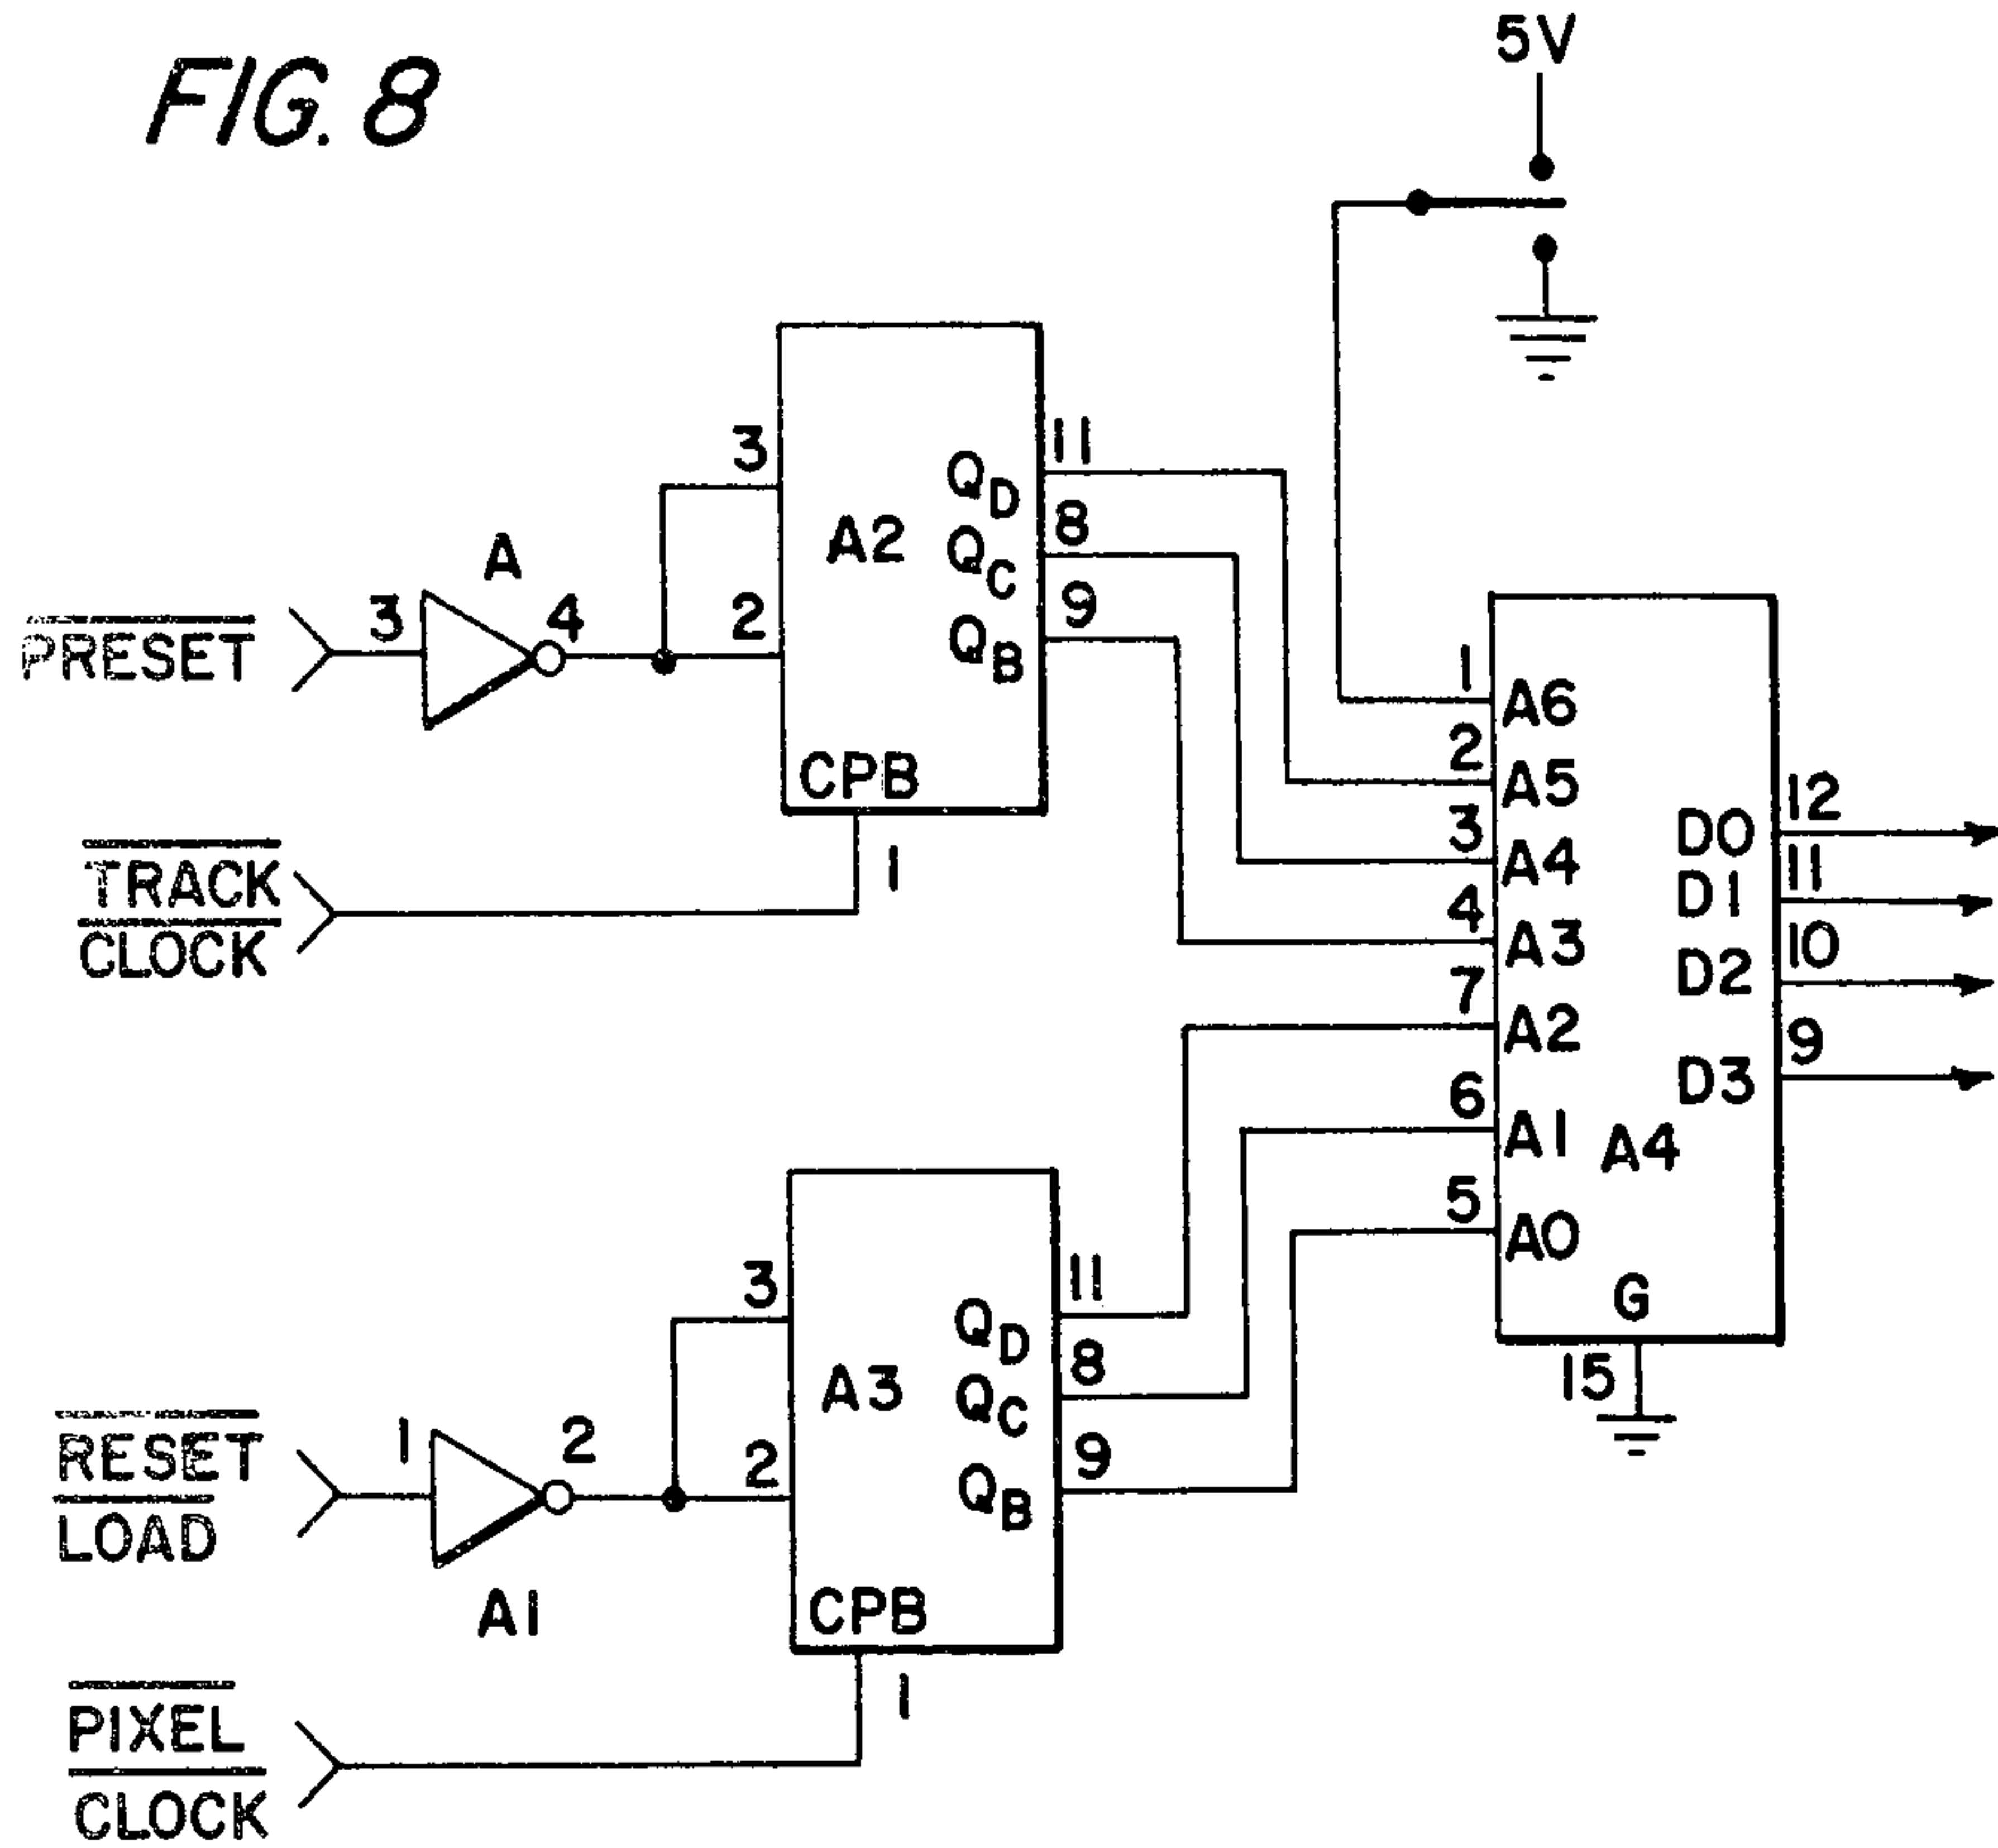 FIG. 8
5V
A
PRESET
3
4
3
2
A2
QD
QC
QB
CPB
11
8
9
1
TRACK
CLOCK
1
A6
2
A5
3
A4
4
A3
7
A2
6
A1
5
A0
A4
G
15
D0
12
D1
11
D2
10
D3
9
RESET
LOAD
1
2
A1
3
2
A3
QD
QC
QB
CPB
11
8
9
1
PIXEL
CLOCK